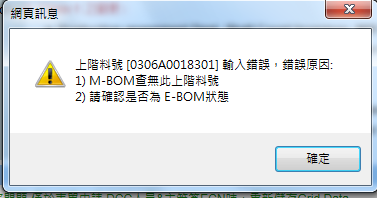 網頁訊息
上階料號 [0306A0018301] 輸入錯誤，錯誤原因:
1) M-BOM查無此上階料號
2) 請確認是否為 E-BOM狀態
確定